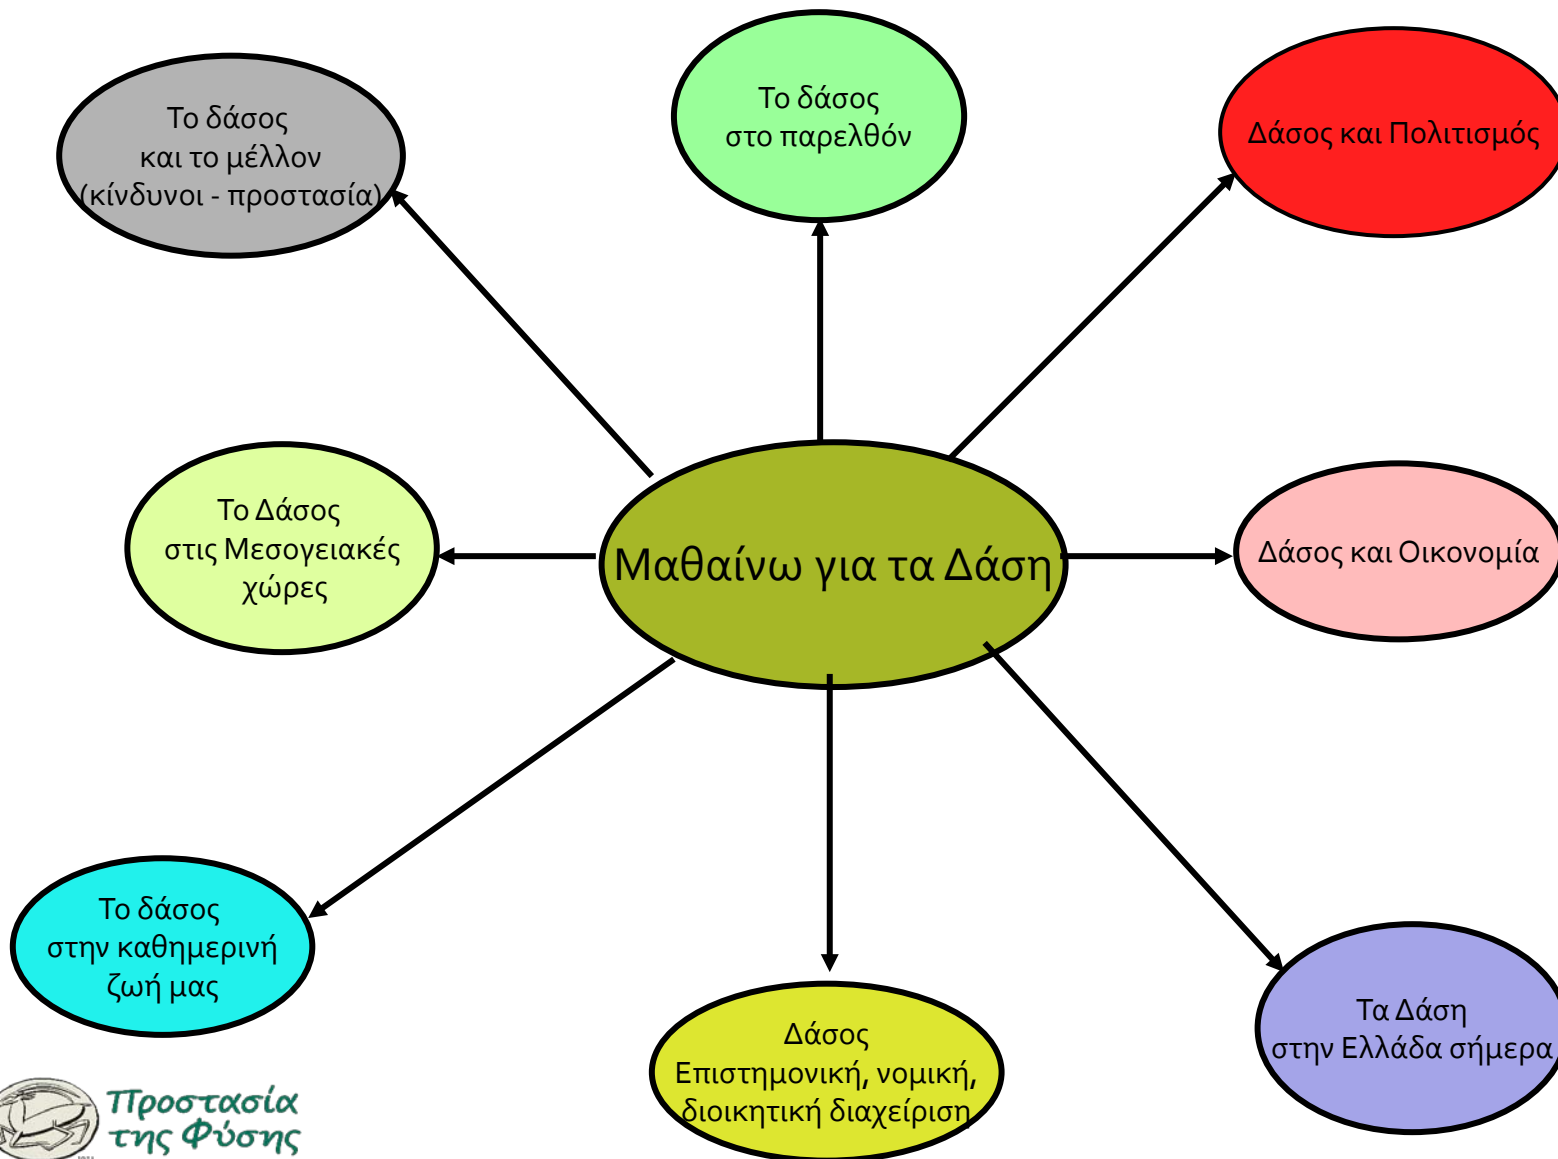 Το δάσος
και το μέλλον
(κίνδυνοι - προστασία)
Το δάσος
στο παρελθόν
Δάσος και Πολιτισμός
Το Δάσος
στις Μεσογειακές
χώρες
Μαθαίνω για τα Δάση
Δάσος και Οικονομία
Το δάσος
στην καθημερινή
ζωή μας
Δάσος
Επιστημονική, νομική,
διοικητική διαχείριση
Τα Δάση
στην Ελλάδα σήμερα
Προστασία
της Φύσης